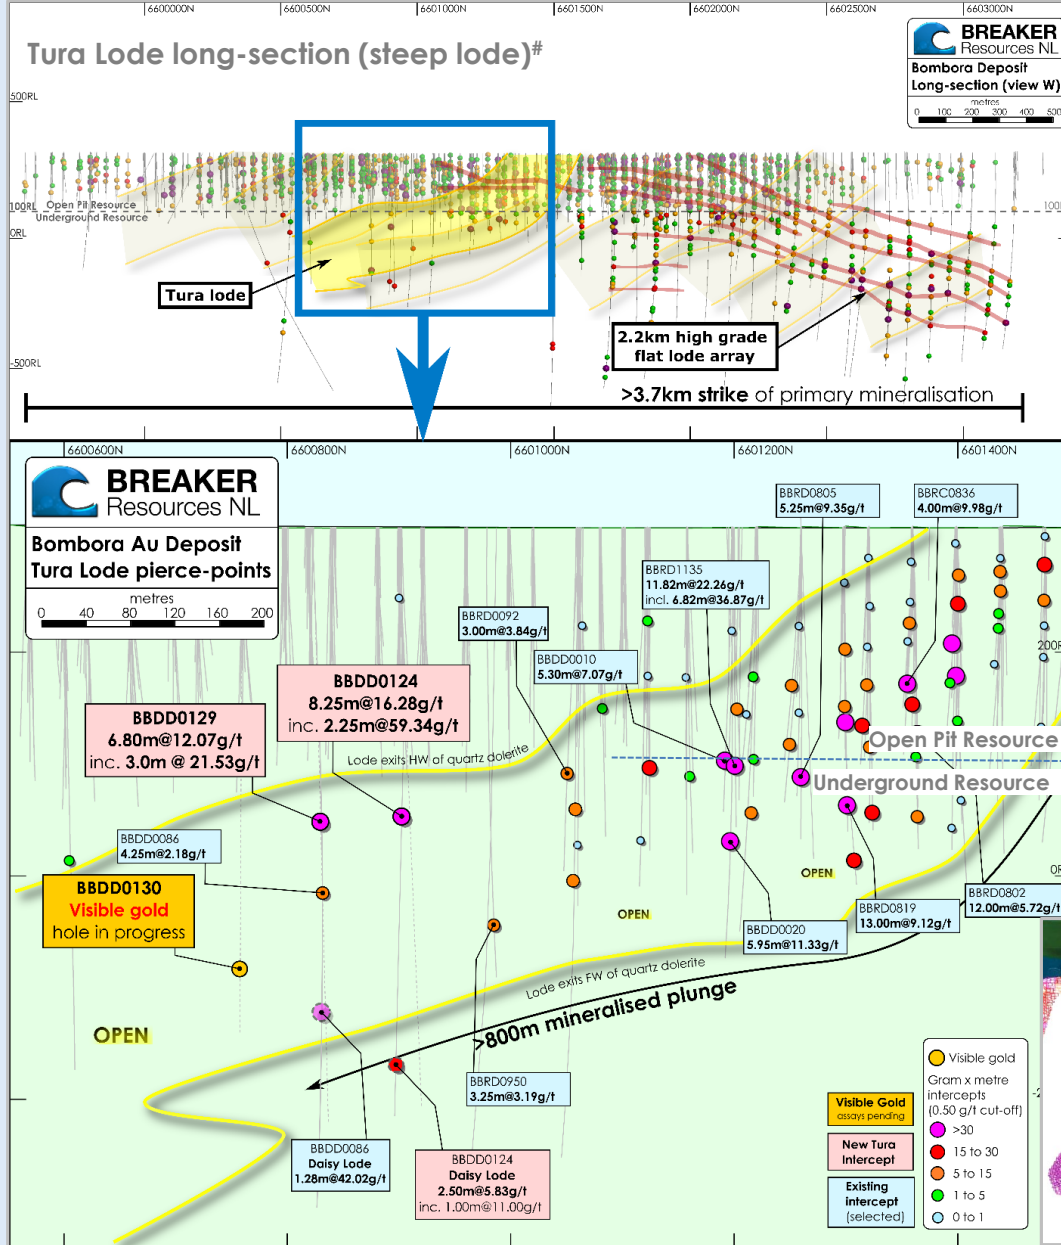 6600000N 6600500N 6601000N 6601500N 6602000N 6602500N 6603000N
Tura Lode long-section (steep lode)#
BREAKER
Resources NL
Bombora Deposit
Long-section (view W)
metres
0 100 200 300 400 500
500RL
Open Pit Resource
100RL
Underground Resource
0RL
Tura lode
2.2km high grade
flat lode array
-500RL
>3.7km strike of primary mineralisation
6600600N 6600800N 6601000N 6601200N 6601400N
BREAKER
Resources NL
Bombora Au Deposit
Tura Lode pierce-points
metres
0 40 80 120 160 200
BBRD0805
5.25m@9.35g/t
BBRC0836
4.00m@9.98g/t
BBRD1135
11.82m@22.26g/t
incl. 6.82m@36.87g/t
BBRD0092
3.00m@3.84g/t
BBDD0010
5.30m@7.07g/t
200RL
BBDD0124
8.25m@16.28g/t
inc. 2.25m@59.34g/t
BBDD0129
6.80m@12.07g/t
inc. 3.0m @ 21.53g/t
Lode exits HW of quartz dolerite
Open Pit Resource
Underground Resource
BBDD0086
4.25m@2.18g/t
OPEN
0R
BBDD0130
Visible gold
hole in progress
OPEN
BBRD0802
12.00m@5.72g/t
BBRD0819
13.00m@9.12g/t
BBDD0020
5.95m@11.33g/t
Lode exits FW of quartz dolerite
>800m mineralised plunge
OPEN
BBRD0950
3.25m@3.19g/t
BBDD0086
Daisy Lode
1.28m@42.02g/t
BBDD0124
Daisy Lode
2.50m@5.83g/t
inc. 1.00m@11.00g/t
Visible Gold
assays pending
New Tura
Intercept
Existing
intercept
(selected)
Visible gold
Gram x metre
intercepts
(0.50 g/t cut-off)
>30
15 to 30
5 to 15
1 to 5
0 to 1